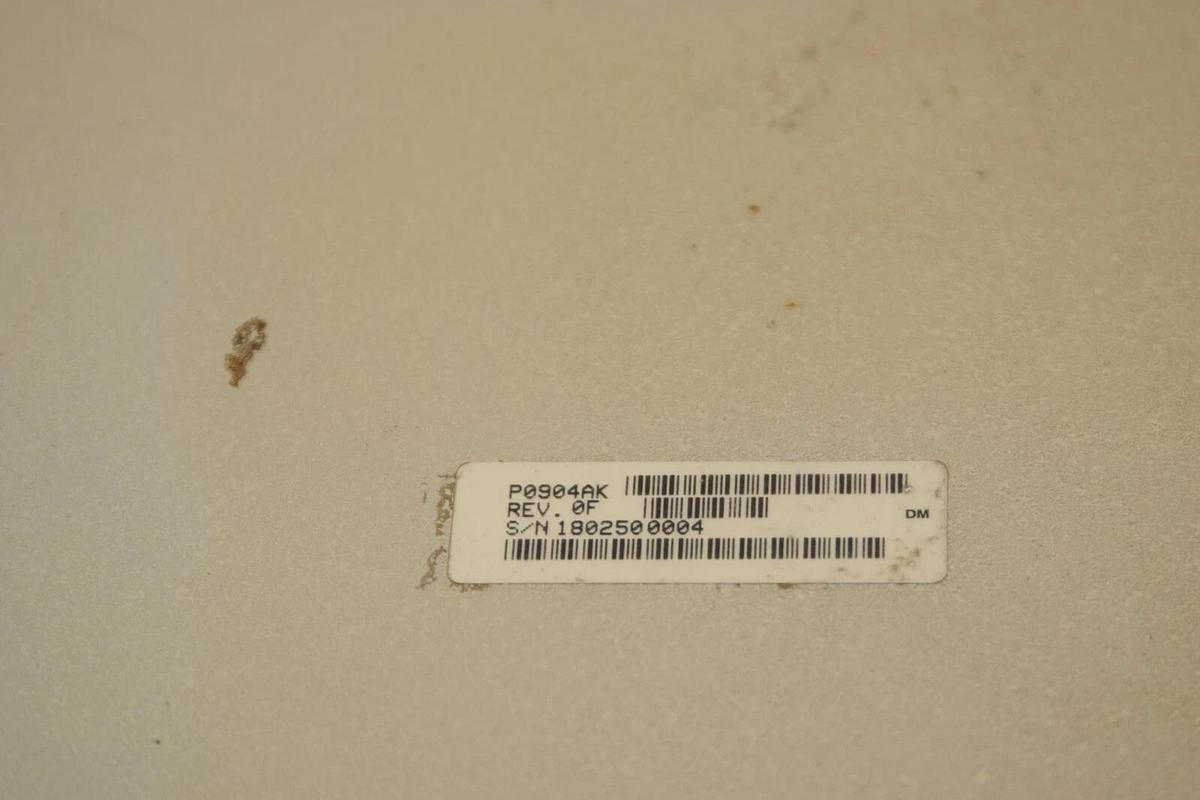 P0904AK
REV. 0F
DM
S/N 1802500004